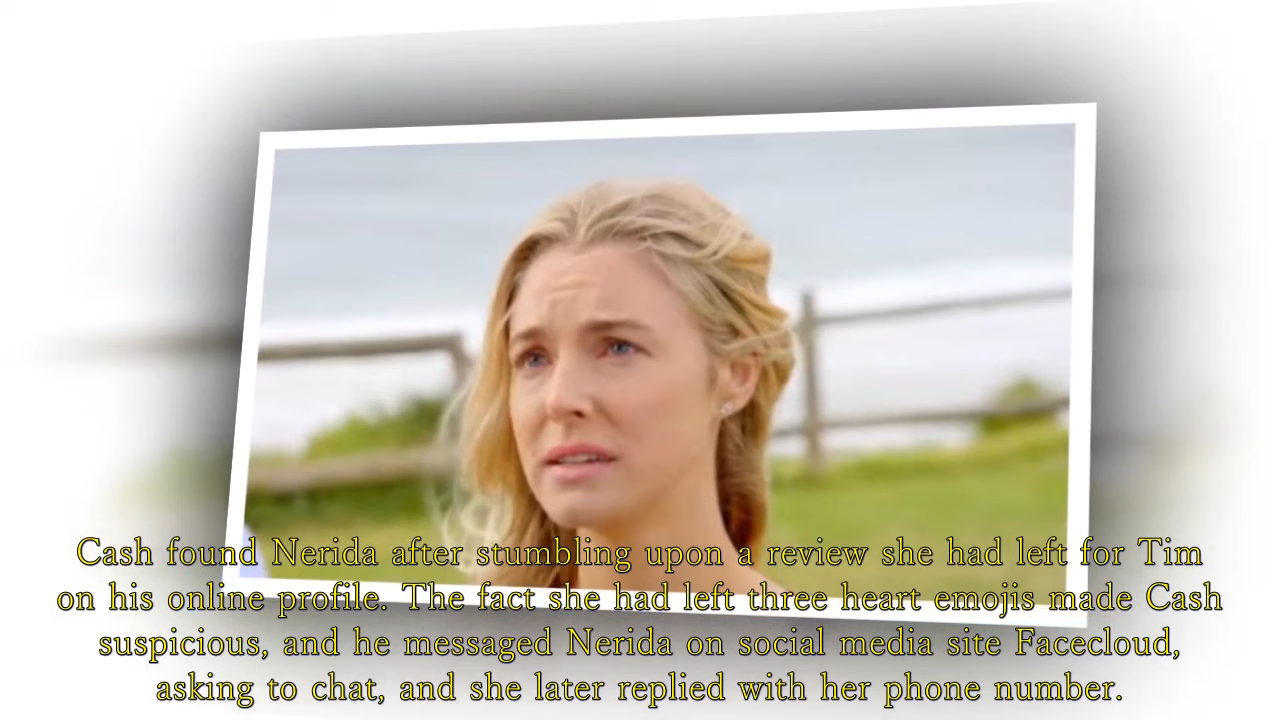 Cash found Nerida after stumbling upon a review she had left for Tim
on his online profile. The fact she had left three heart emojis made Cash
suspicious, and he messaged Nerida on social media site Facecloud,
asking to chat, and she later replied with her phone number.